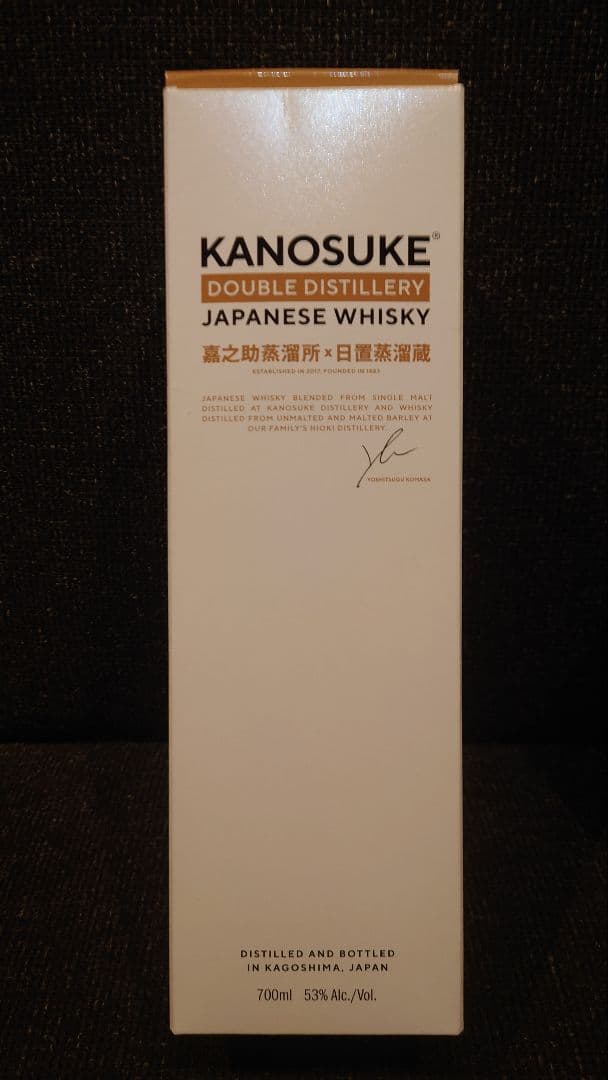 KANOSUKE®
DOUBLE DISTILLERY
JAPANESE WHISKY
嘉之助蒸溜所×日置蒸溜蔵
ESTABLISHED IN 2017, FOUNDED IN 1883
JAPANESE WHISKY BLENDED FROM SINGLE MALT
DISTILLED AT KANOSUKE DISTILLERY AND WHISKY
DISTILLED FROM UNMALTED AND MALTED BARLEY AT
OUR FAMILY'S HIOKI DISTILLERY.
YOSHITSUGU KOMASA
DISTILLED AND BOTTLED
IN KAGOSHIMA, JAPAN
700ml 53% Alc./Vol.